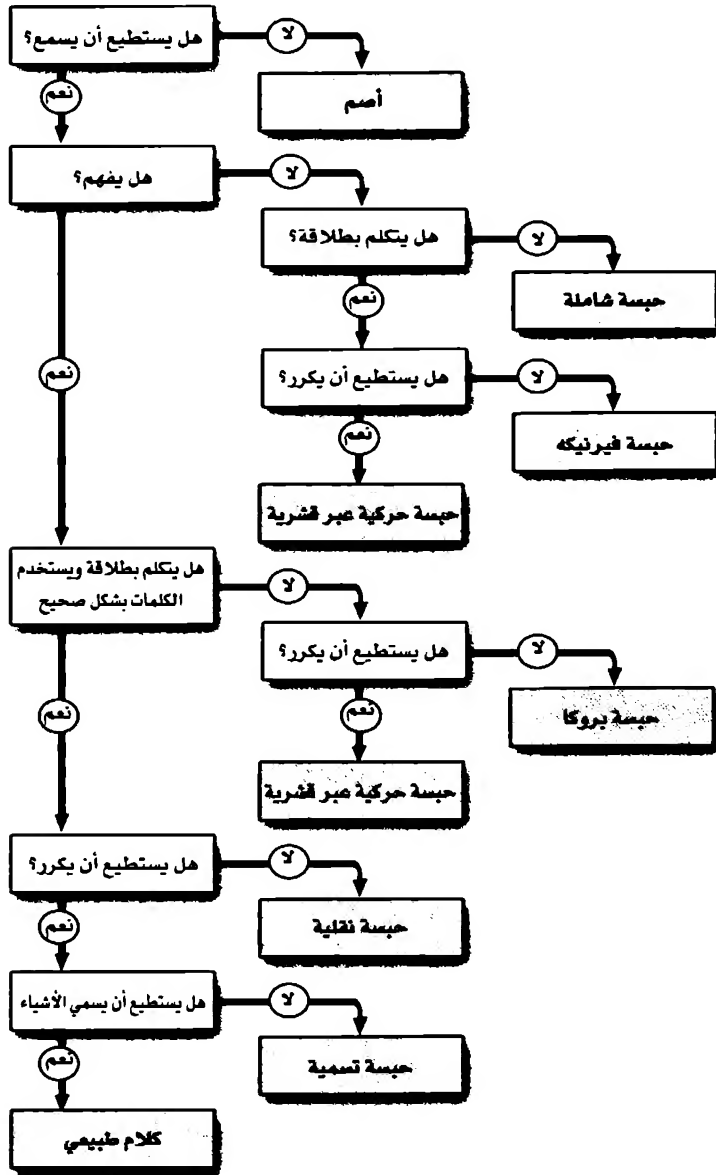 هل يستطيع أن يسمع؟
لا
نعم
أصم
هل يفهم؟
لا
هل يتكلم بطلاقة؟
لا
نعم
حبسة شاملة
نعم
هل يستطيع أن يكرر؟
لا
نعم
حبسة فيرنيكه
حبسة حركية عبر قشرية
هل يتكلم بطلاقة ويستخدم
الكلمات بشكل صحيح
لا
هل يستطيع أن يكرر؟
لا
نعم
نعم
حبسة بروكا
حبسة حركية عبر قشرية
هل يستطيع أن يكرر؟
لا
نعم
حبسة نقلية
هل يستطيع أن يسمي الأشياء
لا
نعم
حبسة تسمية
كلام طبيعي